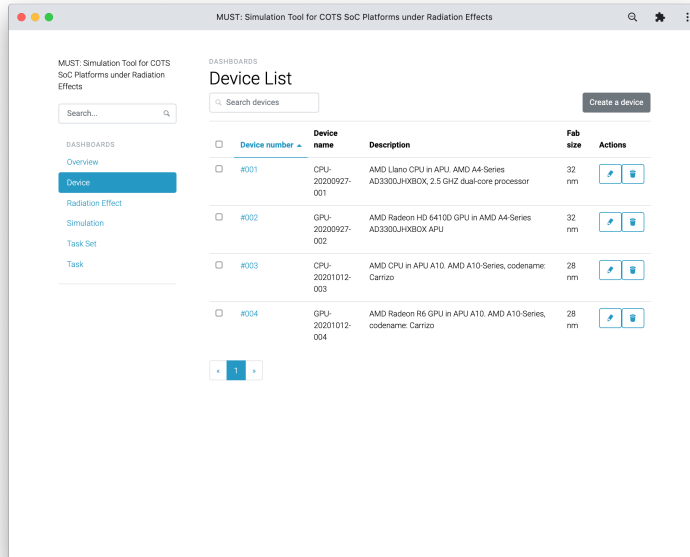 MUST: Simulation Tool for COTS SoC Platforms under Radiation Effects
MUST: Simulation Tool for COTS
SoC Platforms under Radiation
Effects
Search...
DASHBOARDS
Overview
Device
Radiation Effect
Simulation
Task Set
Task
DASHBOARDS
Device List
Search devices
Create a device
Device number
Device
name
Description
Fab
size
Actions
#001
CPU-
20200927-
001
AMD Llano CPU in APU. AMD A4-Series
AD3300JHXBOX, 2.5 GHZ dual-core processor
32
nm
#002
GPU-
20200927-
002
AMD Radeon HD 6410D GPU in AMD A4-Series
AD3300JHXBOX APU
32
nm
#003
CPU-
20201012-
003
AMD CPU in APU A10. AMD A10-Series, codename:
Carrizo
28
nm
#004
GPU-
20201012-
004
AMD Radeon R6 GPU in APU A10. AMD A10-Series,
codename: Carrizo
28
nm
« 1 »